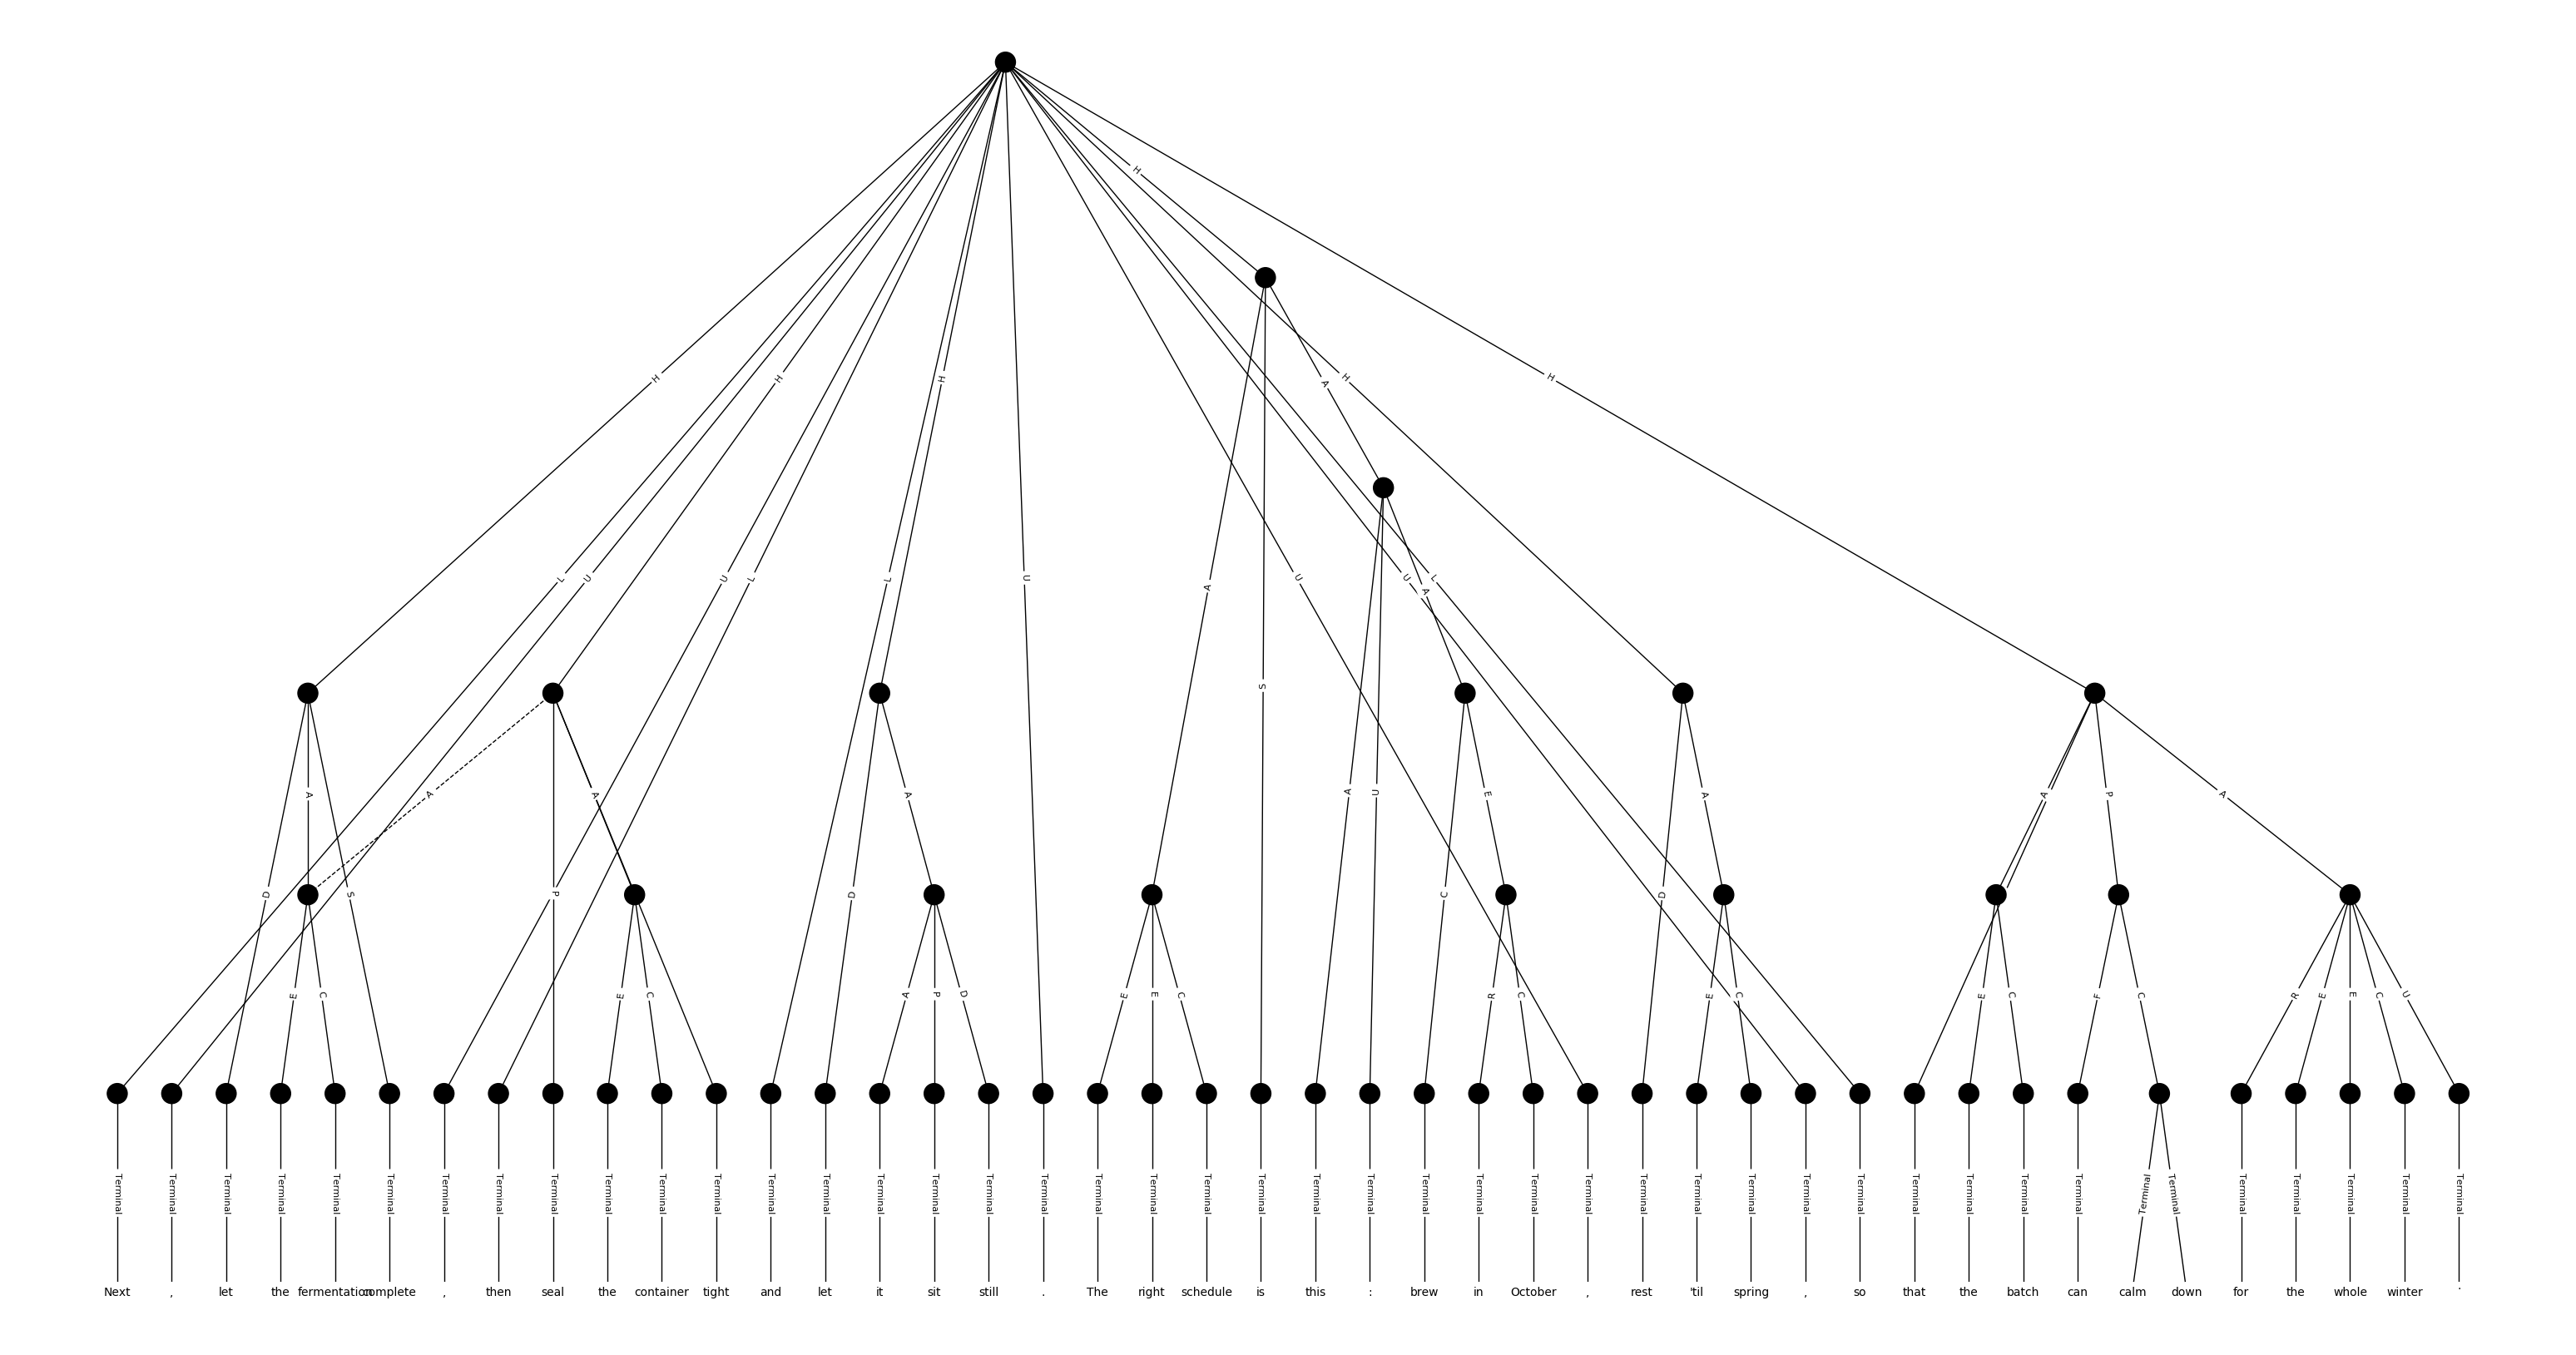 H
H
H
H
A
H
L
U
U
L
L
U
A
U
U
A
L
S
A
A
A
A
A
U
E
A
A
P
A
D
S
P
D
C
D
E
C
E
C
A
P
D
E
E
C
R
C
E
C
E
C
F
C
R
E
E
C
U
Terminal Terminal Terminal Terminal Terminal Terminal Terminal Terminal Terminal Terminal Terminal Terminal Terminal Terminal Terminal Terminal Terminal Terminal Terminal Terminal Terminal Terminal Terminal Terminal Terminal Terminal Terminal Terminal Terminal Terminal Terminal Terminal Terminal Terminal Terminal Terminal Terminal Terminal Terminal Terminal Terminal Terminal Terminal Terminal
Next , let the fermentation complete , then seal the container tight and let it sit still . The right schedule is this : brew in October , rest 'til spring , so that the batch can calm down for the whole winter .